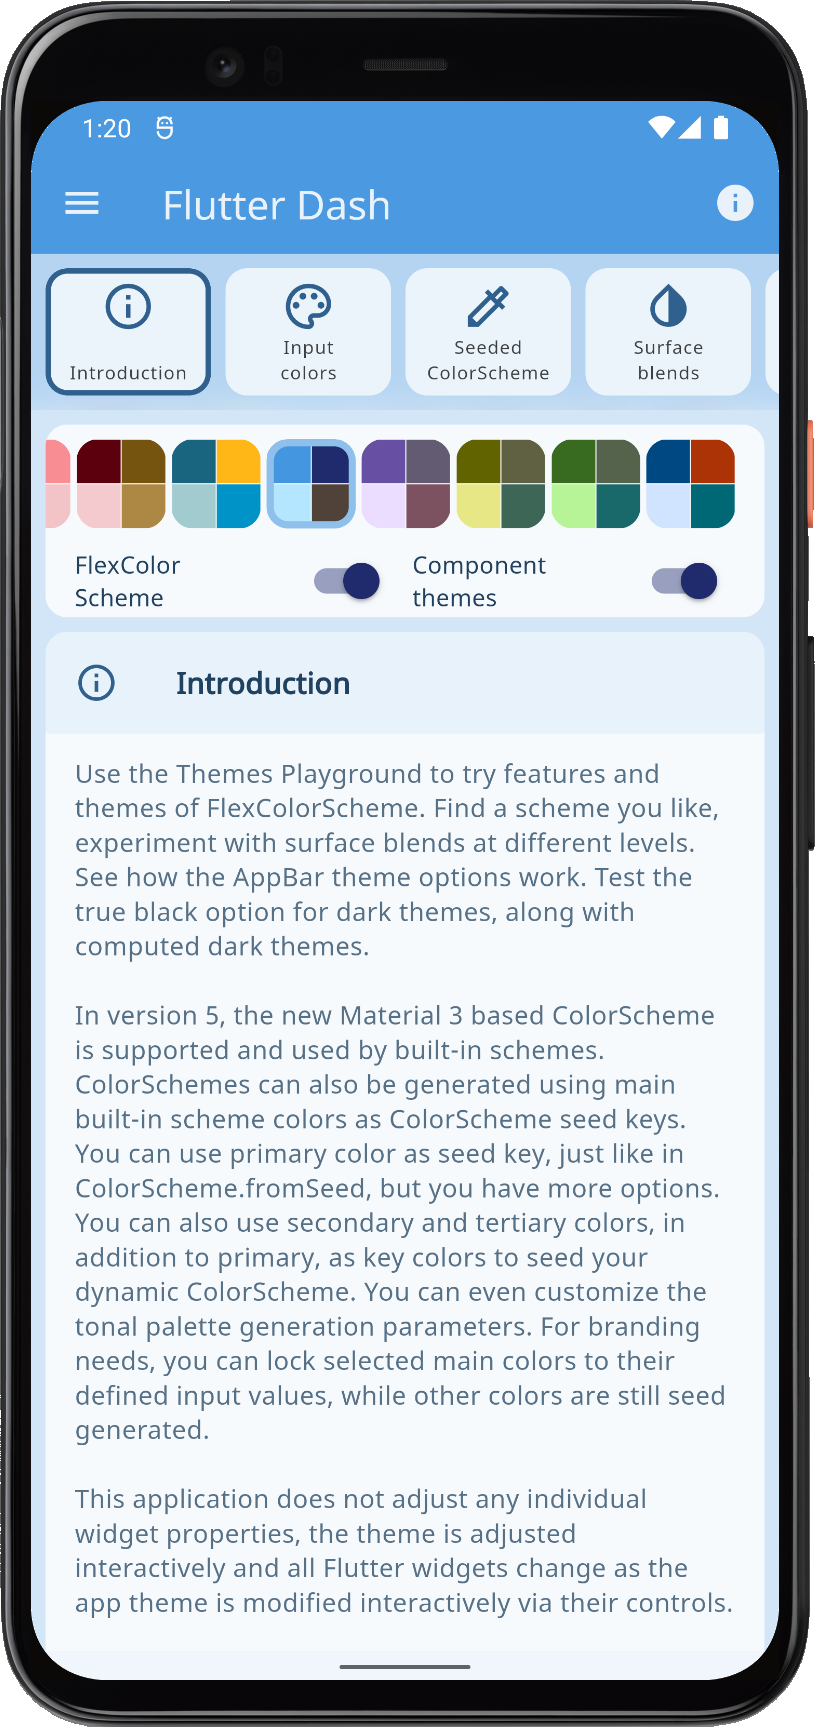 1:20
Flutter Dash
Introduction
Input
colors
Seeded
ColorScheme
Surface
blends
FlexColor
Scheme
Component
themes
Introduction
Use the Themes Playground to try features and
themes of FlexColorScheme. Find a scheme you like,
experiment with surface blends at different levels.
See how the AppBar theme options work. Test the
true black option for dark themes, along with
computed dark themes.
In version 5, the new Material 3 based ColorScheme
is supported and used by built-in schemes.
ColorSchemes can also be generated using main
built-in scheme colors as ColorScheme seed keys.
You can use primary color as seed key, just like in
ColorScheme.fromSeed, but you have more options.
You can also use secondary and tertiary colors, in
addition to primary, as key colors to seed your
dynamic ColorScheme. You can even customize the
tonal palette generation parameters. For branding
needs, you can lock selected main colors to their
defined input values, while other colors are still seed
generated.
This application does not adjust any individual
widget properties, the theme is adjusted
interactively and all Flutter widgets change as the
app theme is modified interactively via their controls.